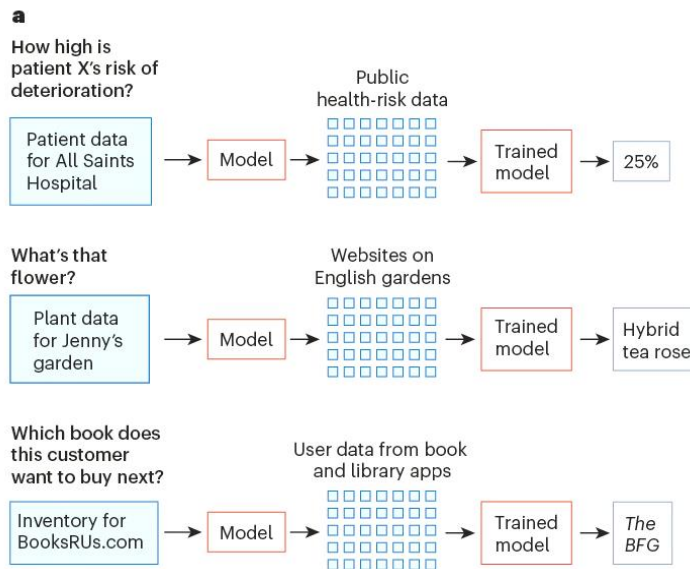 a
How high is
patient X's risk of
deterioration?
Public
health-risk data
Patient data
for All Saints
Hospital
Model
Trained
model
25%
What's that
flower?
Websites on
English gardens
Plant data
for Jenny's
garden
Model
Trained
model
Hybrid
tea rose
Which book does
this customer
want to buy next?
User data from book
and library apps
Inventory for
BooksRUs.com
Model
Trained
model
The
BFG